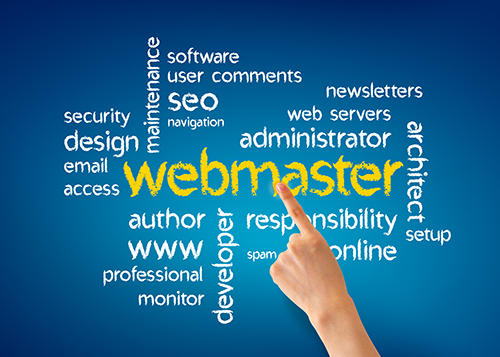 software
user comments
maintenance
seo
navigation
newsletters
web servers
security
design
administrator
email
access
webmaster
architect
author
responsibility
setup
www
developer
spam
online
professional
monitor